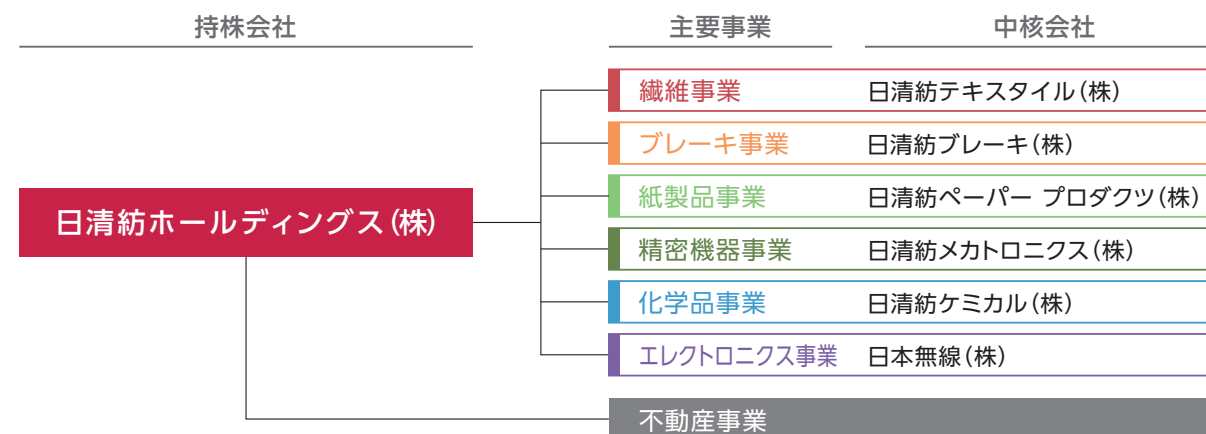 持株会社 主要事業 中核会社
繊維事業 日清紡テキスタイル(株)
ブレーキ事業 日清紡ブレーキ(株)
紙製品事業 日清紡ペーパー プロダクツ(株)
日清紡ホールディングス(株)
精密機器事業 日清紡メカトロニクス(株)
化学品事業 日清紡ケミカル(株)
エレクトロニクス事業 日本無線(株)
不動産事業